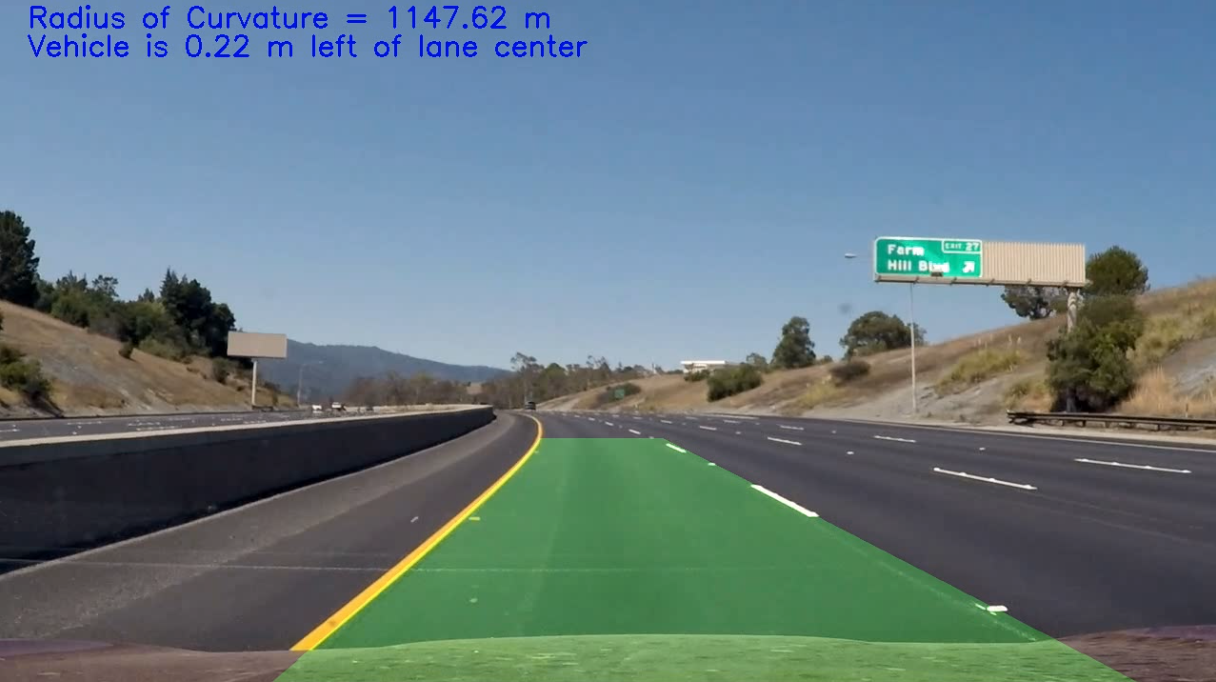 Radius of Curvature = 1147.62 m
Vehicle is 0.22 m left of lane center
EXIT 27
Farm
Hill Blvd